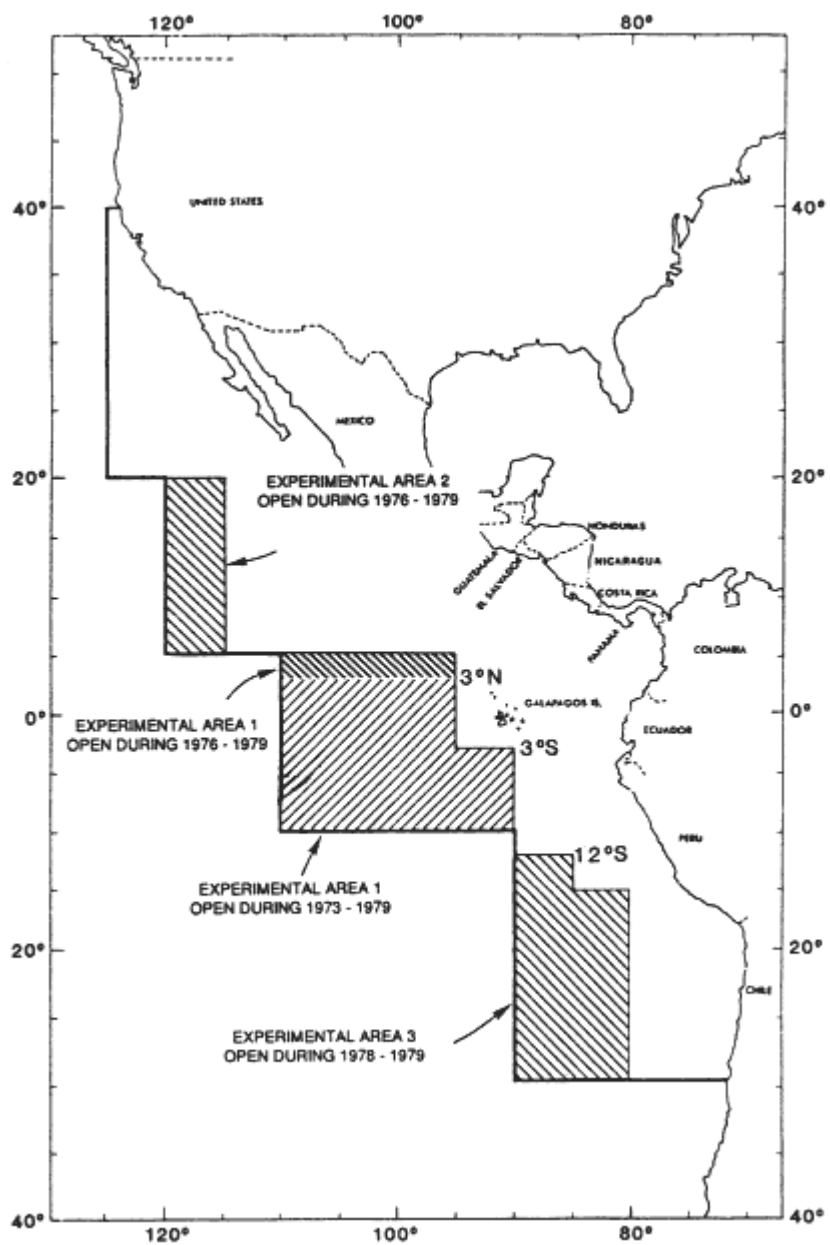 120° 100° 80°
UNITED STATES
40° 40°
MEXICO
20° 20°
EXPERIMENTAL AREA 2
OPEN DURING 1976 - 1979
HONDURAS
NICARAGUA
GUATEMALA
EL SALVADOR
COSTA RICA
PANAMA
COLOMBIA
3°N
GALAPAGOS IS.
0° 0°
EXPERIMENTAL AREA 1
OPEN DURING 1976 - 1979
ECUADOR
3°S
PERU
12°S
EXPERIMENTAL AREA 1
OPEN DURING 1973 - 1979
20° 20°
CHILE
EXPERIMENTAL AREA 3
OPEN DURING 1978 - 1979
40° 40°
120° 100° 80°